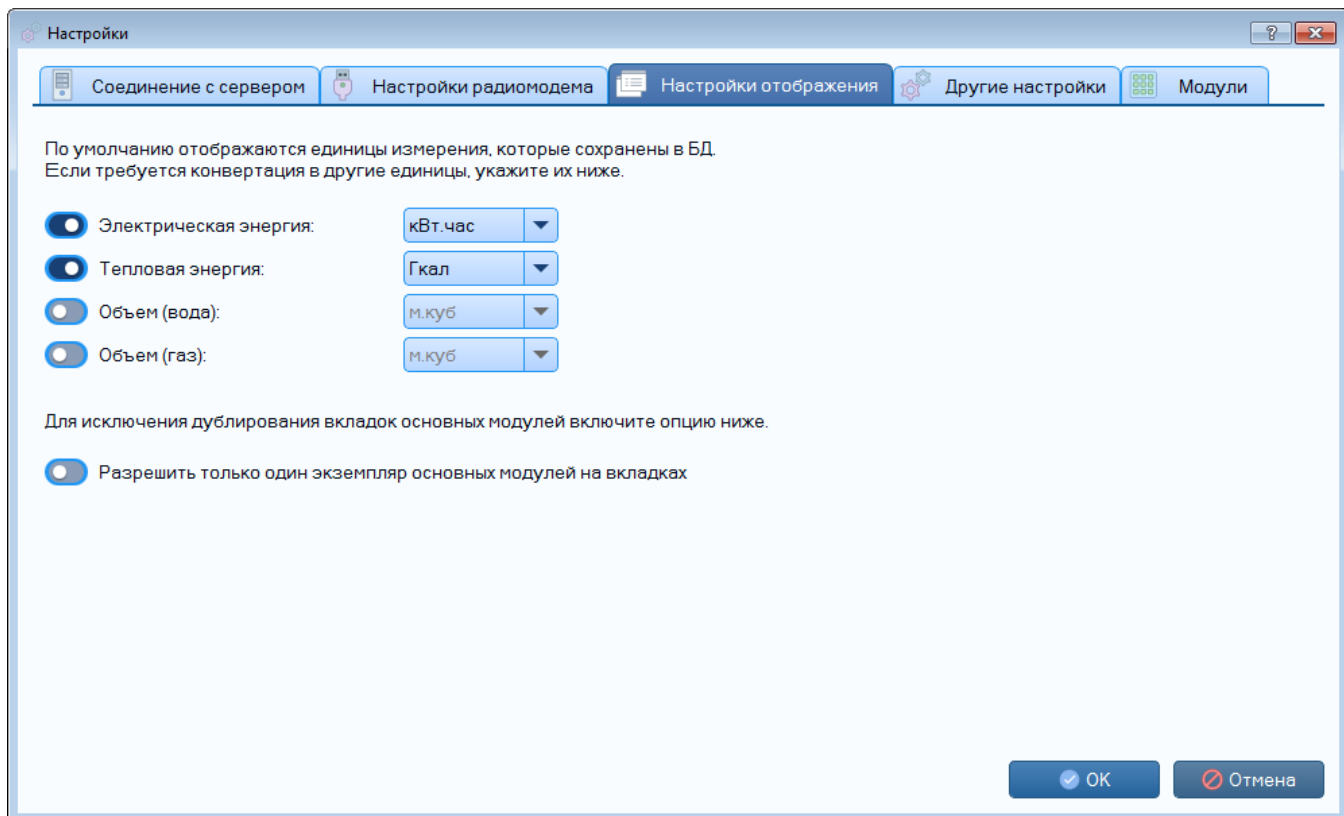 Настройки
?
Соединение с сервером
Настройки радиомодема
Настройки отображения
Другие настройки
Модули
По умолчанию отображаются единицы измерения, которые сохранены в БД.
Если требуется конвертация в другие единицы, укажите их ниже.
Электрическая энергия: кВт.час
Тепловая энергия: Гкал
Объем (вода): м.куб
Объем (газ): м.куб
Для исключения дублирования вкладок основных модулей включите опцию ниже.
Разрешить только один экземпляр основных модулей на вкладках
OK
Отмена